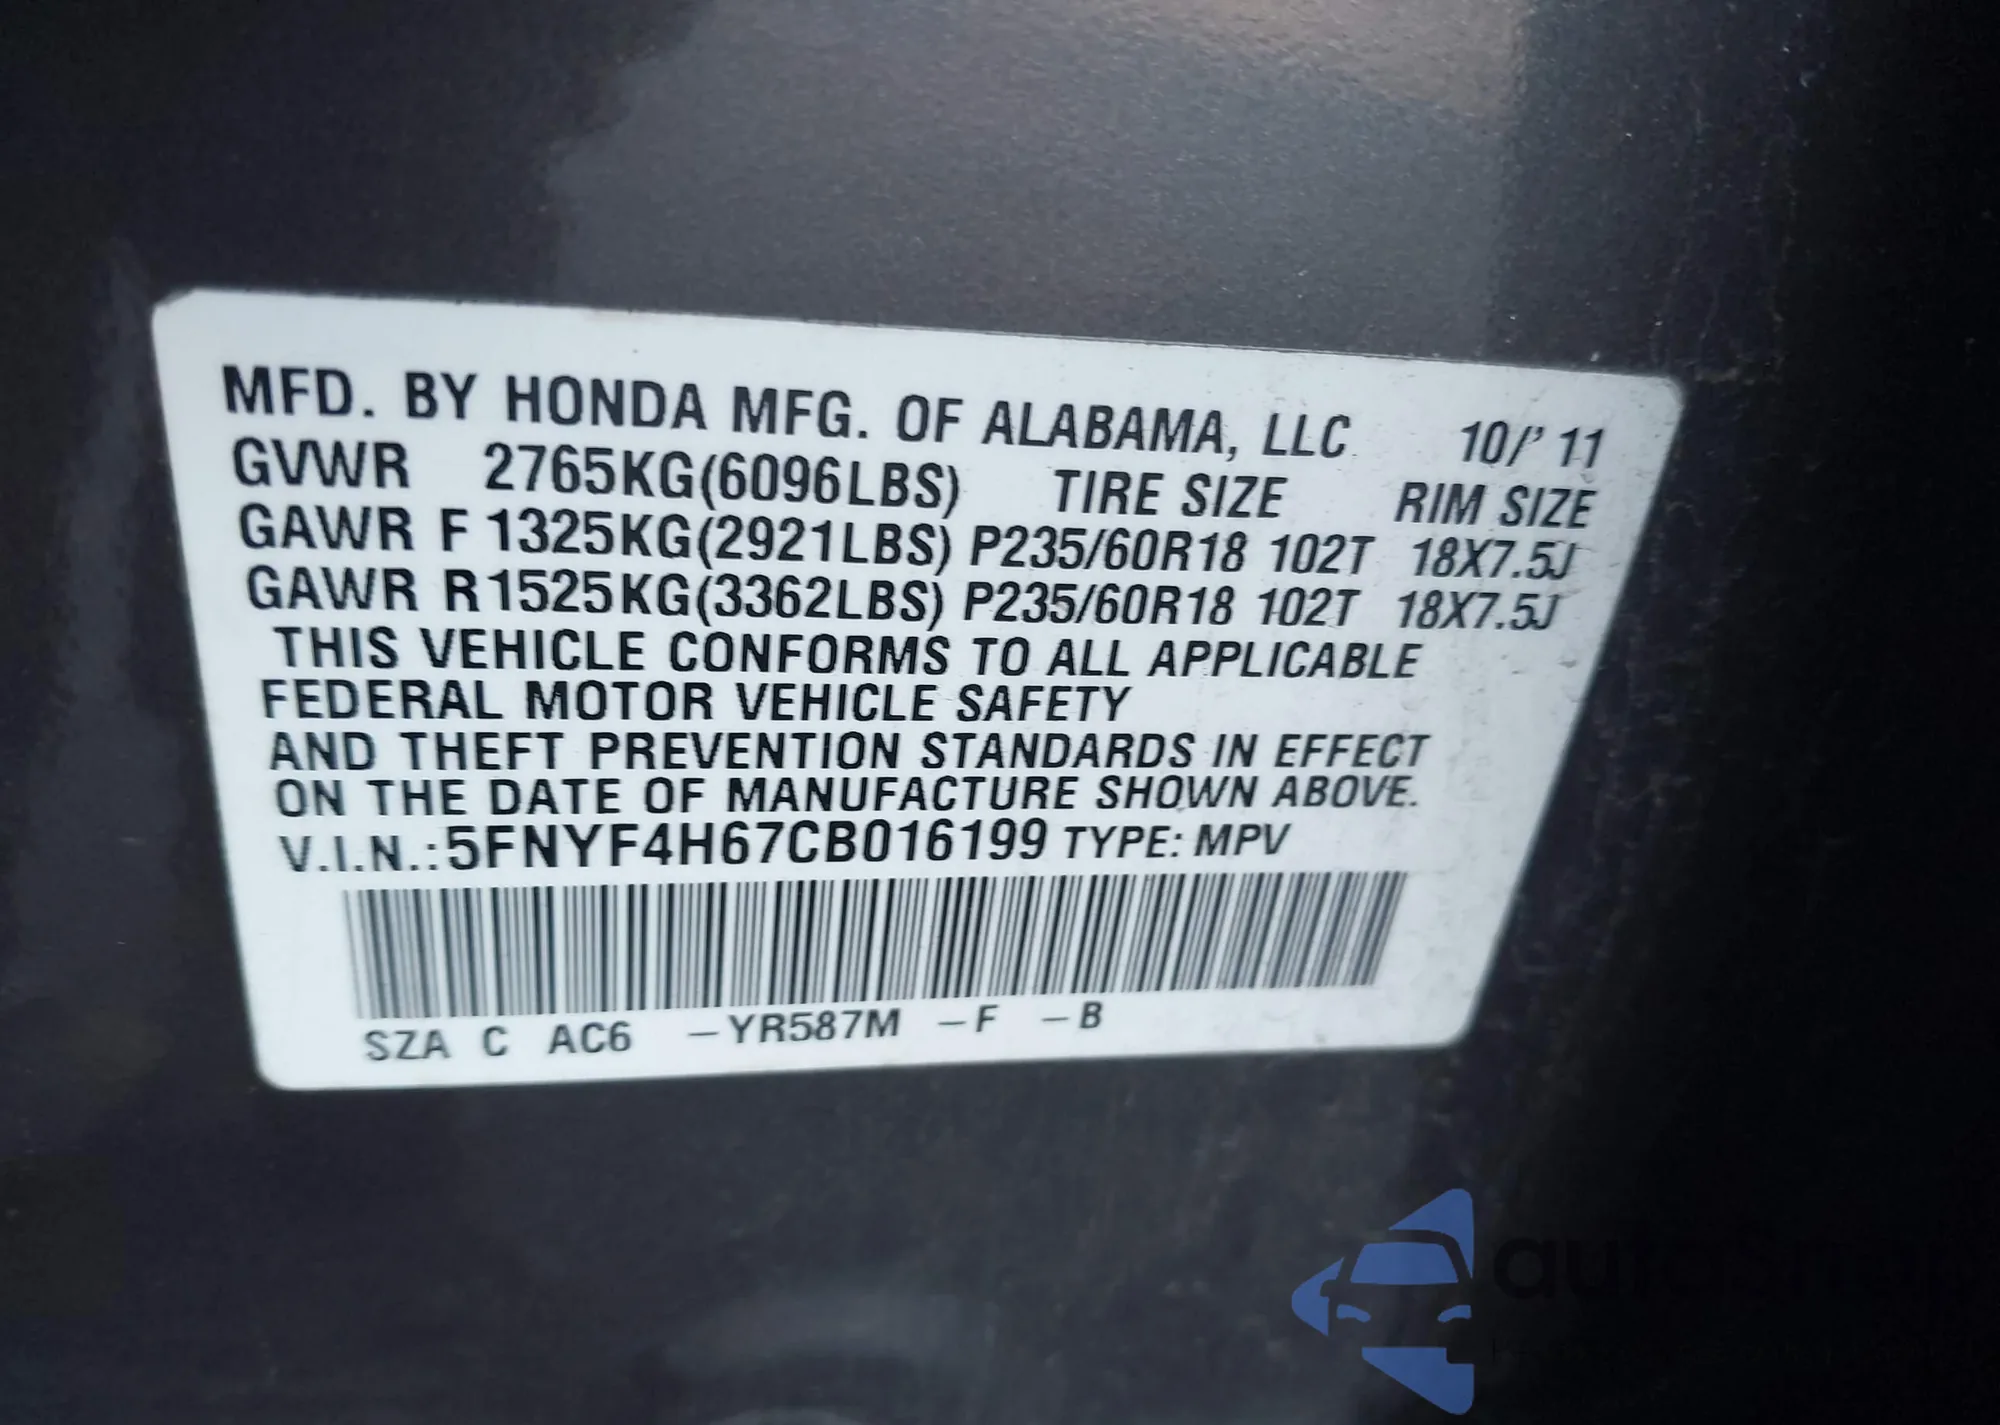 MFD. BY HONDA MFG. OF ALABAMA, LLC 10/'11
GVWR 2765KG(6096LBS) TIRE SIZE RIM SIZE
GAWR F 1325KG(2921LBS) P235/60R18 102T 18X7.5J
GAWR R1525KG(3362LBS) P235/60R18 102T 18X7.5J
THIS VEHICLE CONFORMS TO ALL APPLICABLE
FEDERAL MOTOR VEHICLE SAFETY
AND THEFT PREVENTION STANDARDS IN EFFECT
ON THE DATE OF MANUFACTURE SHOWN ABOVE.
V.I.N.:5FNYF4H67CB016199 TYPE: MPV
SZA C AC6 –YR587M –F –B